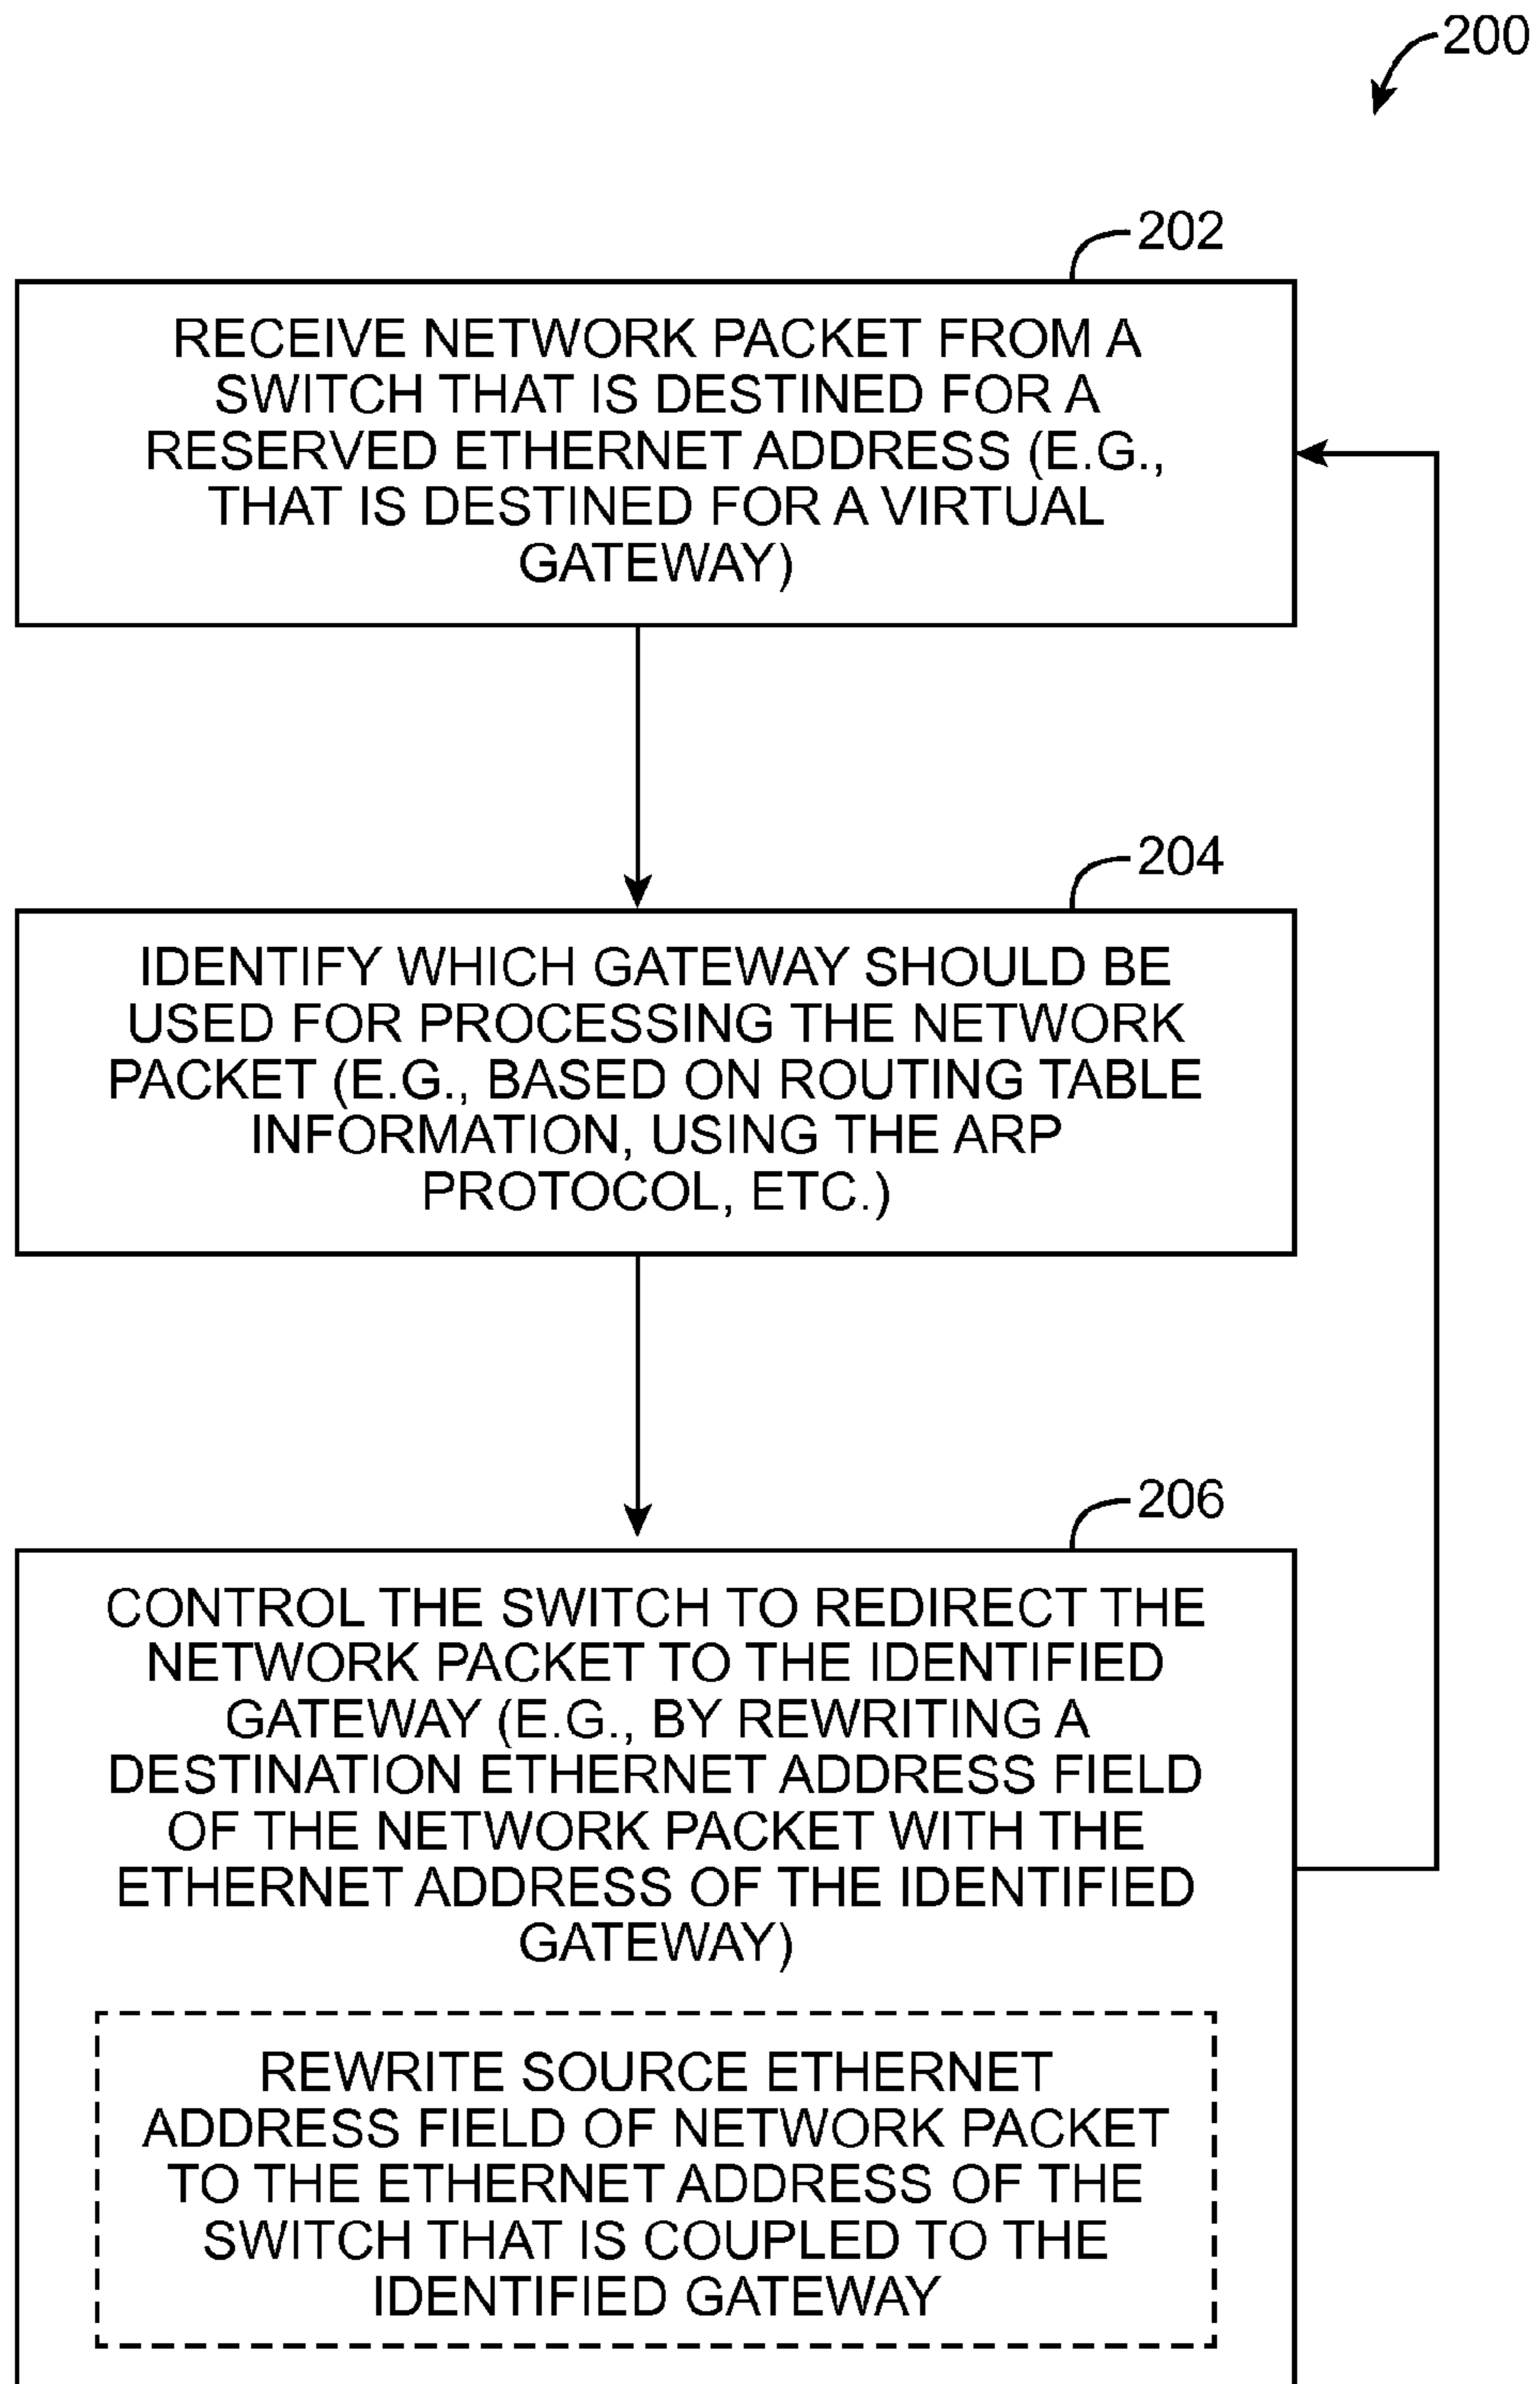 200
202
RECEIVE NETWORK PACKET FROM A
SWITCH THAT IS DESTINED FOR A
RESERVED ETHERNET ADDRESS (E.G.,
THAT IS DESTINED FOR A VIRTUAL
GATEWAY)
204
IDENTIFY WHICH GATEWAY SHOULD BE
USED FOR PROCESSING THE NETWORK
PACKET (E.G., BASED ON ROUTING TABLE
INFORMATION, USING THE ARP
PROTOCOL, ETC.)
206
CONTROL THE SWITCH TO REDIRECT THE
NETWORK PACKET TO THE IDENTIFIED
GATEWAY (E.G., BY REWRITING A
DESTINATION ETHERNET ADDRESS FIELD
OF THE NETWORK PACKET WITH THE
ETHERNET ADDRESS OF THE IDENTIFIED
GATEWAY)
REWRITE SOURCE ETHERNET
ADDRESS FIELD OF NETWORK PACKET
TO THE ETHERNET ADDRESS OF THE
SWITCH THAT IS COUPLED TO THE
IDENTIFIED GATEWAY